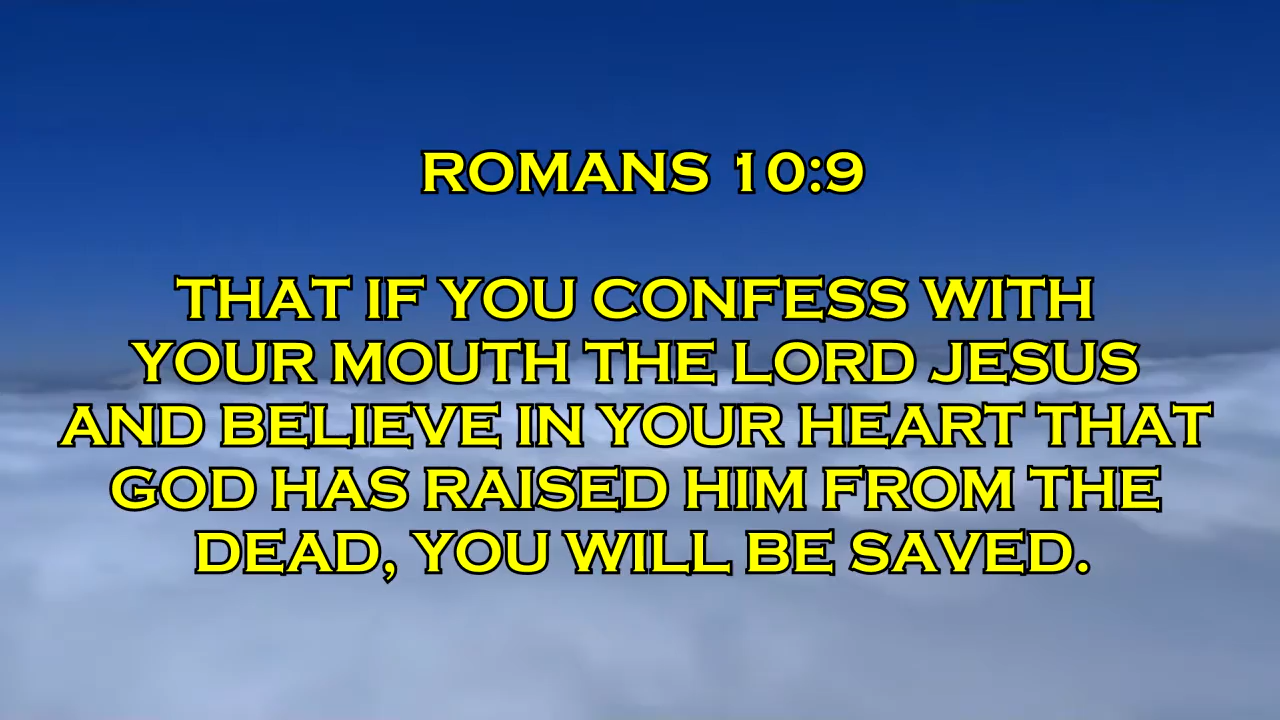 ROMANS 10:9
THAT IF YOU CONFESS WITH
YOUR MOUTH THE LORD JESUS
AND BELIEVE IN YOUR HEART THAT
GOD HAS RAISED HIM FROM THE
DEAD, YOU WILL BE SAVED.